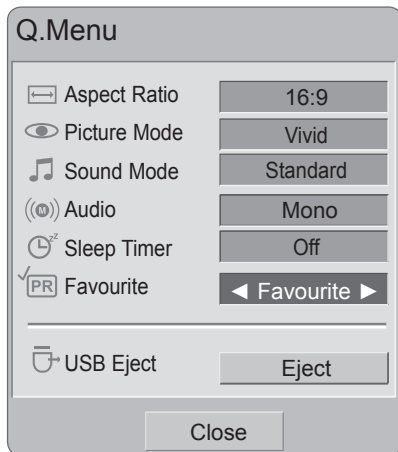 Q.Menu
Aspect Ratio 16:9
Picture Mode Vivid
Sound Mode Standard
((M)) Audio Mono
zz Sleep Timer Off
PR Favourite ◄ Favourite ►
USB Eject Eject
Close